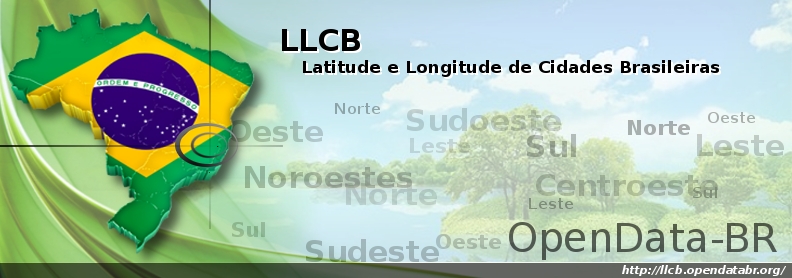 LLCB
Latitude e Longitude de Cidades Brasileiras
ORDEM E PROGRESSO
Norte
Sudoeste
Oeste
Norte
Oeste
Leste
Sul
Leste
Noroestes
Norte
Centroeste
Sul
Leste
Sul
Sudeste
Oeste
OpenData-BR
http://llcb.opendatabr.org/